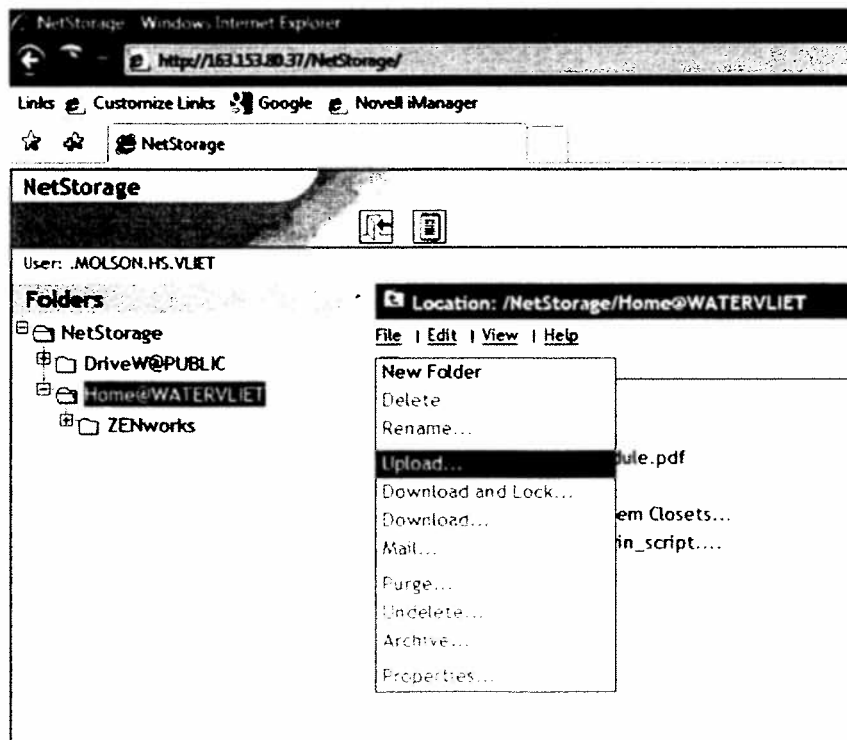 NetStorage Windows Internet Explorer
http://163.153.80.37/NetStorage/
Links Customize Links Google Novell iManager
NetStorage
NetStorage
User: .MOLSON.HS.VLIET
Folders
NetStorage
DriveW@PUBLIC
Home@WATERVLIET
ZENworks
Location: /NetStorage/Home@WATERVLIET
File | Edit | View | Help
New Folder
Delete
Rename...
Upload... dule.pdf
Download and Lock...
em Closets...
Download...
in_script....
Mail...
Purge...
Undelete...
Archive...
Properties...